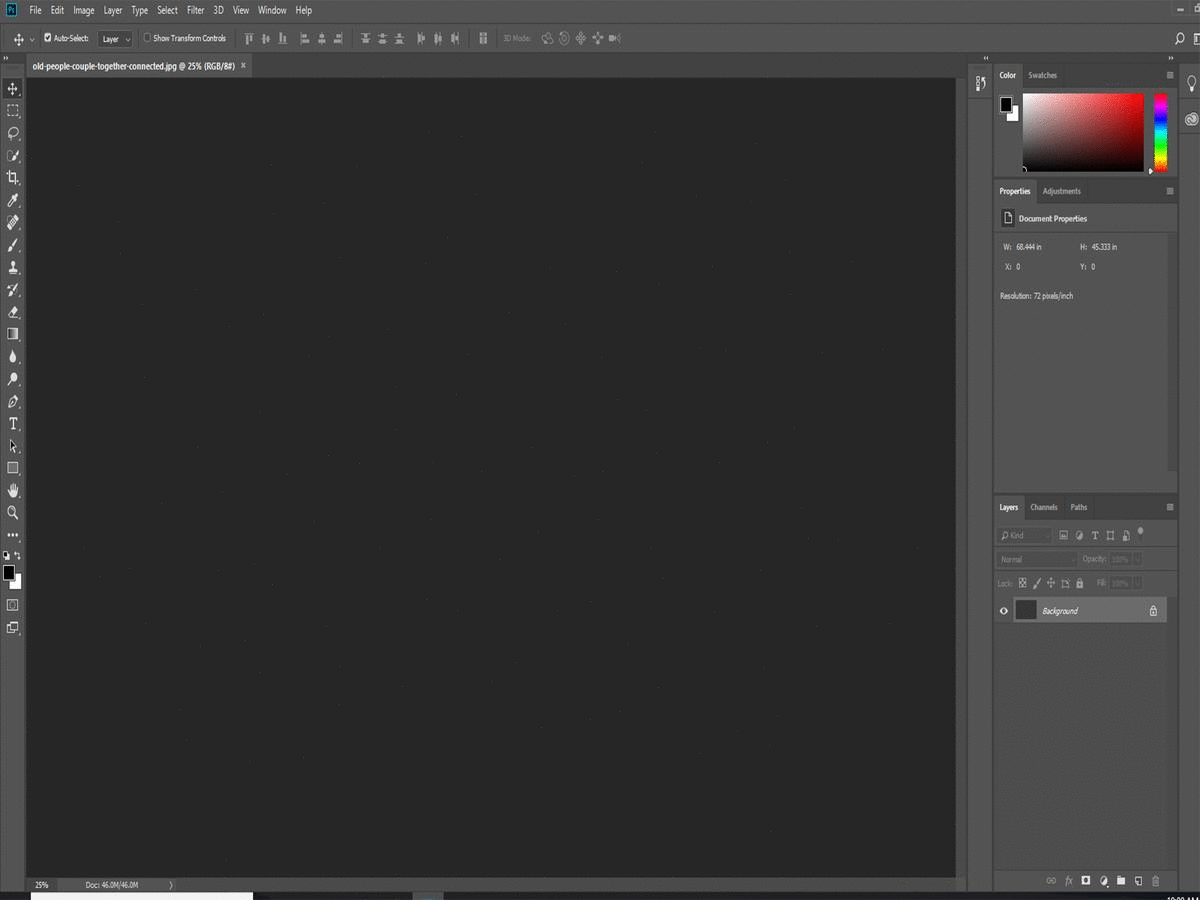 Ps File Edit Image Layer Type Select Filter 3D View Window Help
Auto-Select: Layer Show Transform Controls 3D Mode:
old-people-couple-together-connected.jpg @ 25% (RGB/8#) ×
Color Swatches
Properties Adjustments
Document Properties
W: 68.444 in H: 45.333 in
X: 0 Y: 0
Resolution: 72 pixels/inch
Layers Channels Paths
Kind
Normal Opacity: 100%
Lock: Fill: 100%
Background
fx
25% Doc: 46.0M/46.0M